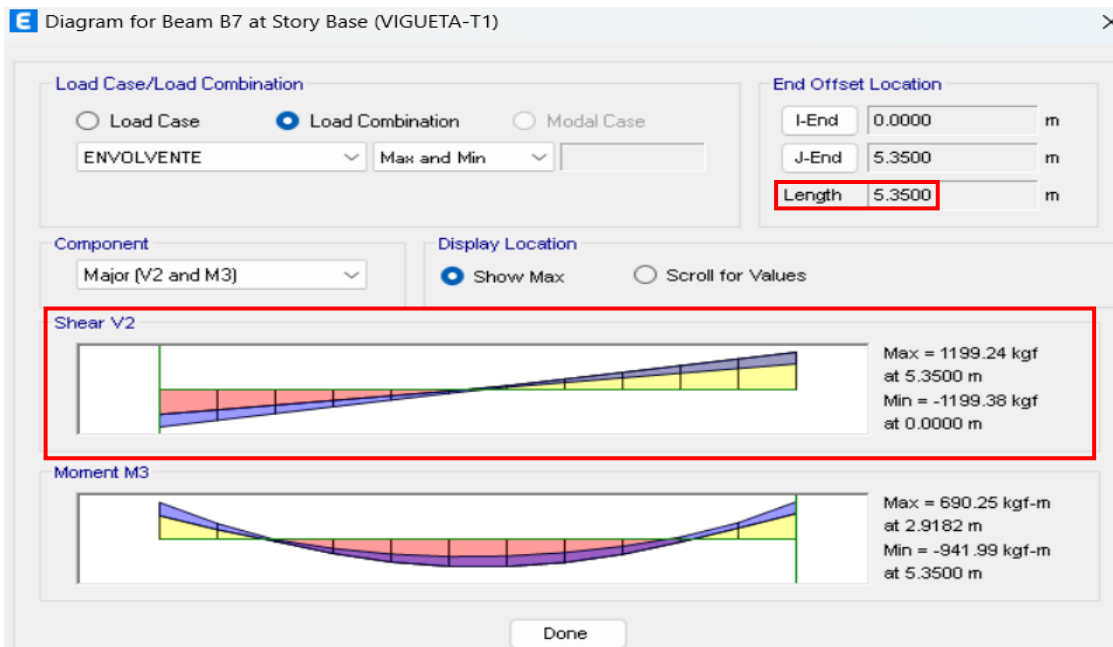 E Diagram for Beam B7 at Story Base (VIGUETA-T1)
Load Case/Load Combination
Load Case Load Combination Modal Case
ENVOLVENTE Max and Min
End Offset Location
I-End 0.0000 m
J-End 5.3500 m
Length 5.3500 m
Component
Major (V2 and M3)
Display Location
Show Max Scroll for Values
Shear V2
Max = 1199.24 kgf
at 5.3500 m
Min = -1199.38 kgf
at 0.0000 m
Moment M3
Max = 690.25 kgf-m
at 2.9182 m
Min = -941.99 kgf-m
at 5.3500 m
Done